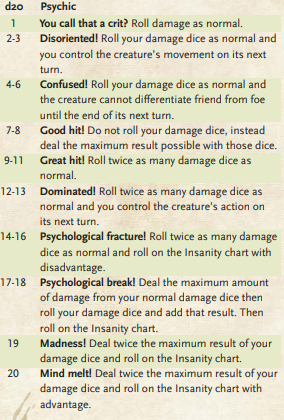 d20 Psychic
1 You call that a crit? Roll damage as normal.
2-3 Disoriented! Roll your damage dice as normal and
you control the creature's movement on its next
turn.
4-6 Confused! Roll your damage dice as normal and
the creature cannot differentiate friend from foe
until the end of its next turn.
7-8 Good hit! Do not roll your damage dice, instead
deal the maximum result possible with those dice.
9-11 Great hit! Roll twice as many damage dice as
normal.
12-13 Dominated! Roll twice as many damage dice as
normal and you control the creature's action on
its next turn.
14-16 Psychological fracture! Roll twice as many damage
dice as normal and roll on the Insanity chart with
disadvantage.
17-18 Psychological break! Deal the maximum amount
of damage from your normal damage dice then
roll your damage dice and add that result. Then
roll on the Insanity chart.
19 Madness! Deal twice the maximum result of your
damage dice and roll on the Insanity chart.
20 Mind melt! Deal twice the maximum result of your
damage dice and roll on the Insanity chart with
advantage.